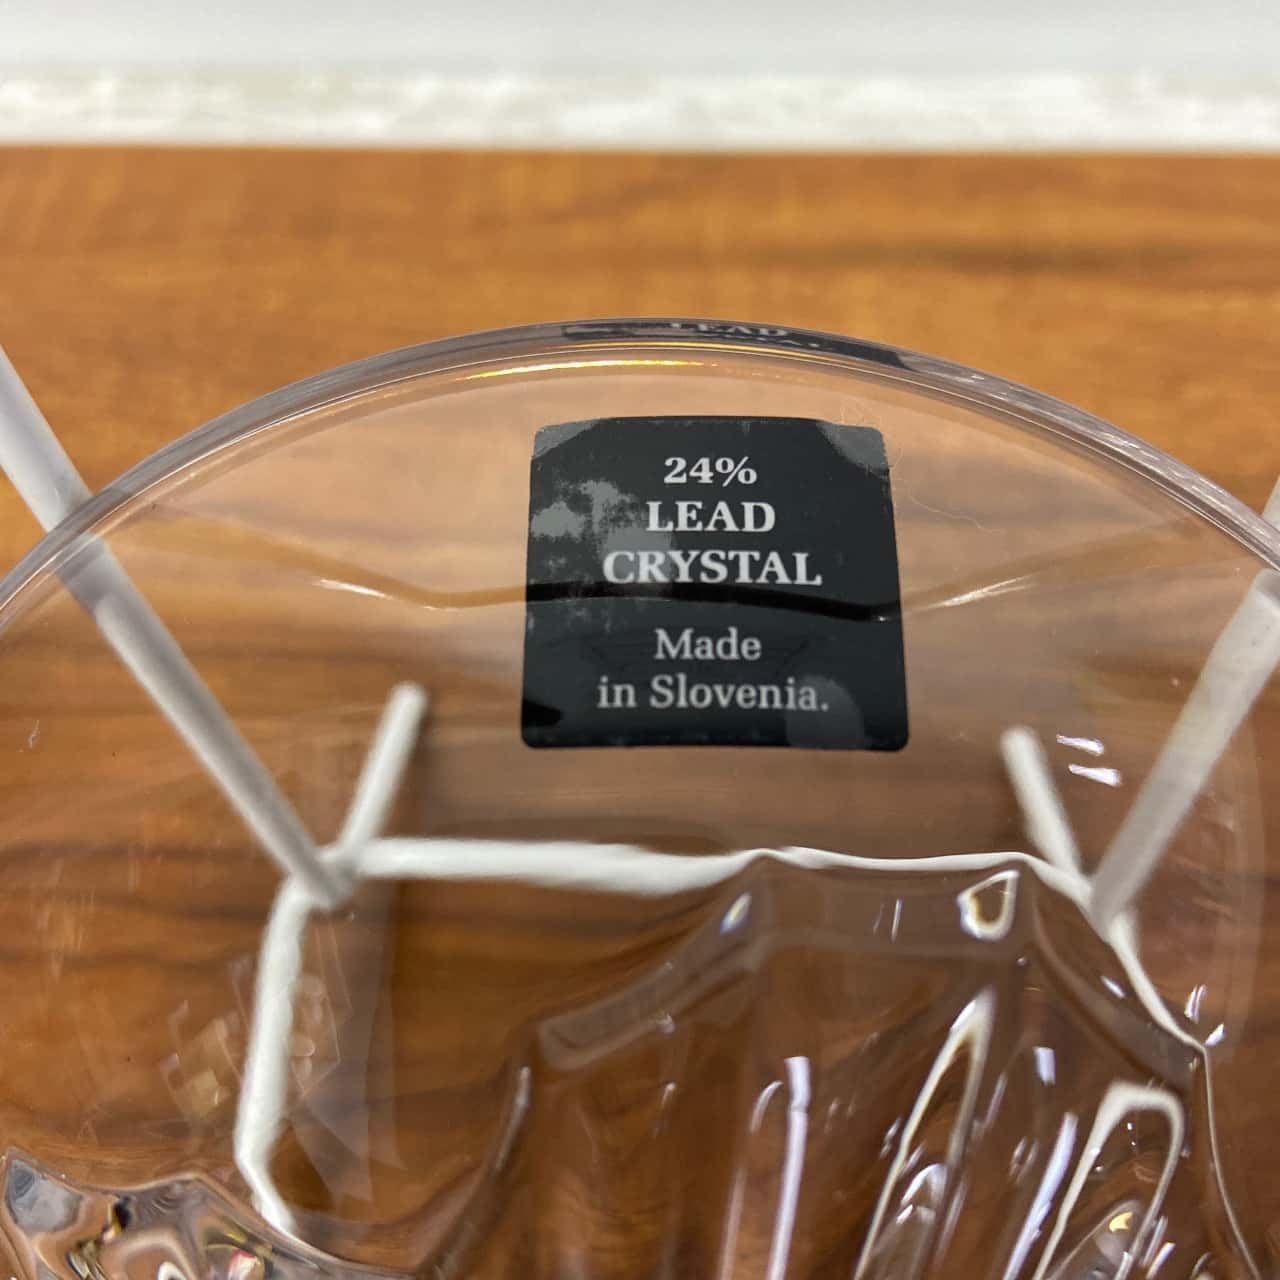 24%
LEAD
CRYSTAL
Made
in Slovenia.